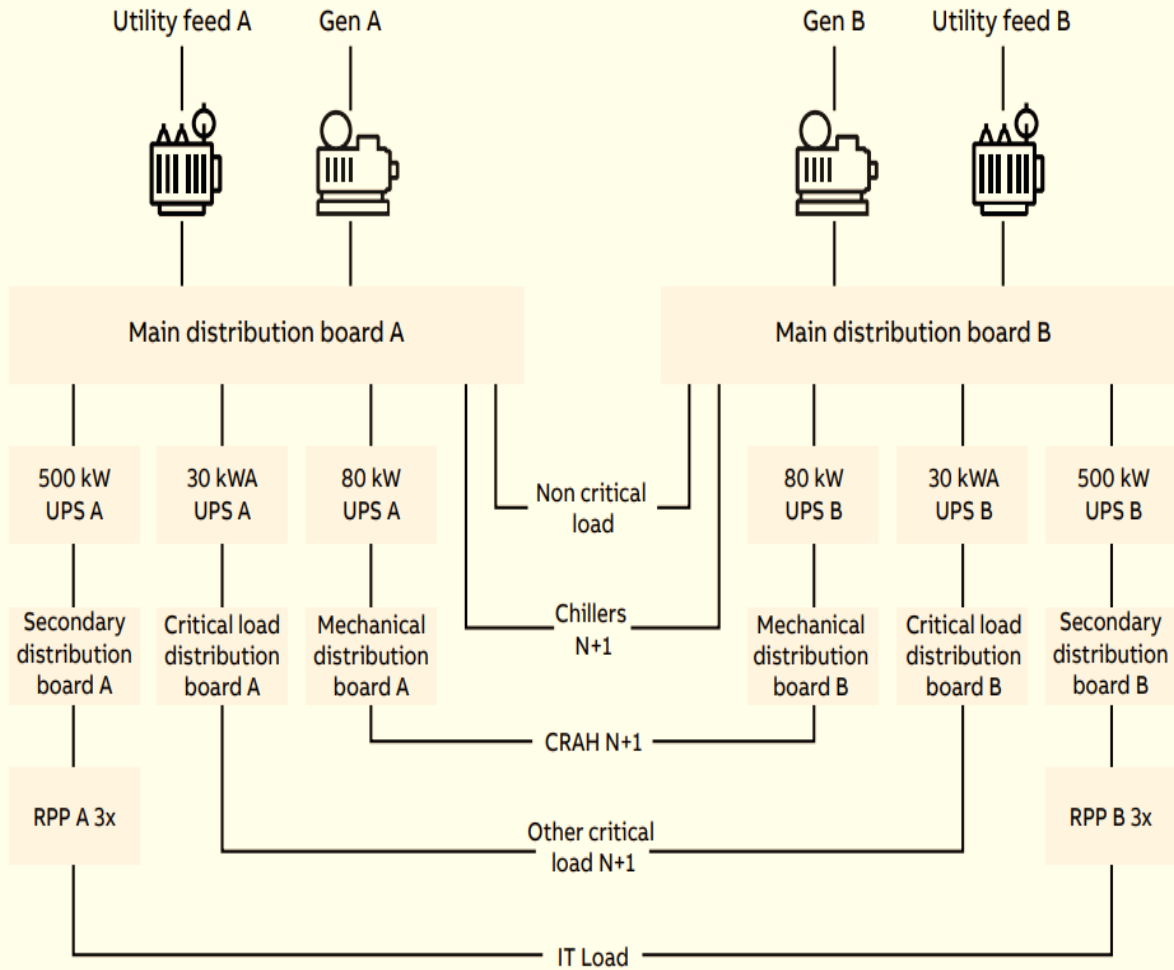 Utility feed A
Gen A
Gen B
Utility feed B
Main distribution board A
Main distribution board B
500 kW
UPS A
30 kWA
UPS A
80 kW
UPS A
Non critical
load
80 kW
UPS B
30 kWA
UPS B
500 kW
UPS B
Secondary
distribution
board A
Critical load
distribution
board A
Mechanical
distribution
board A
Chillers
N+1
Mechanical
distribution
board B
Critical load
distribution
board B
Secondary
distribution
board B
CRAH N+1
RPP A 3x
Other critical
load N+1
RPP B 3x
IT Load